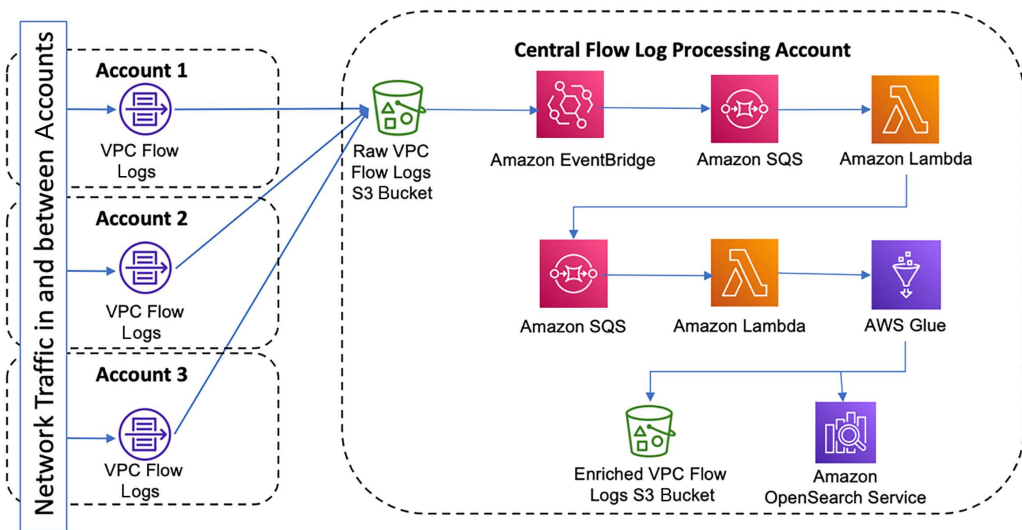 Network Traffic in and between Accounts
Account 1
VPC Flow
Logs
Account 2
VPC Flow
Logs
Account 3
VPC Flow
Logs
Central Flow Log Processing Account
Raw VPC
Flow Logs
S3 Bucket
Amazon EventBridge
Amazon SQS
Amazon Lambda
Amazon SQS
Amazon Lambda
AWS Glue
Enriched VPC Flow
Logs S3 Bucket
Amazon
OpenSearch Service